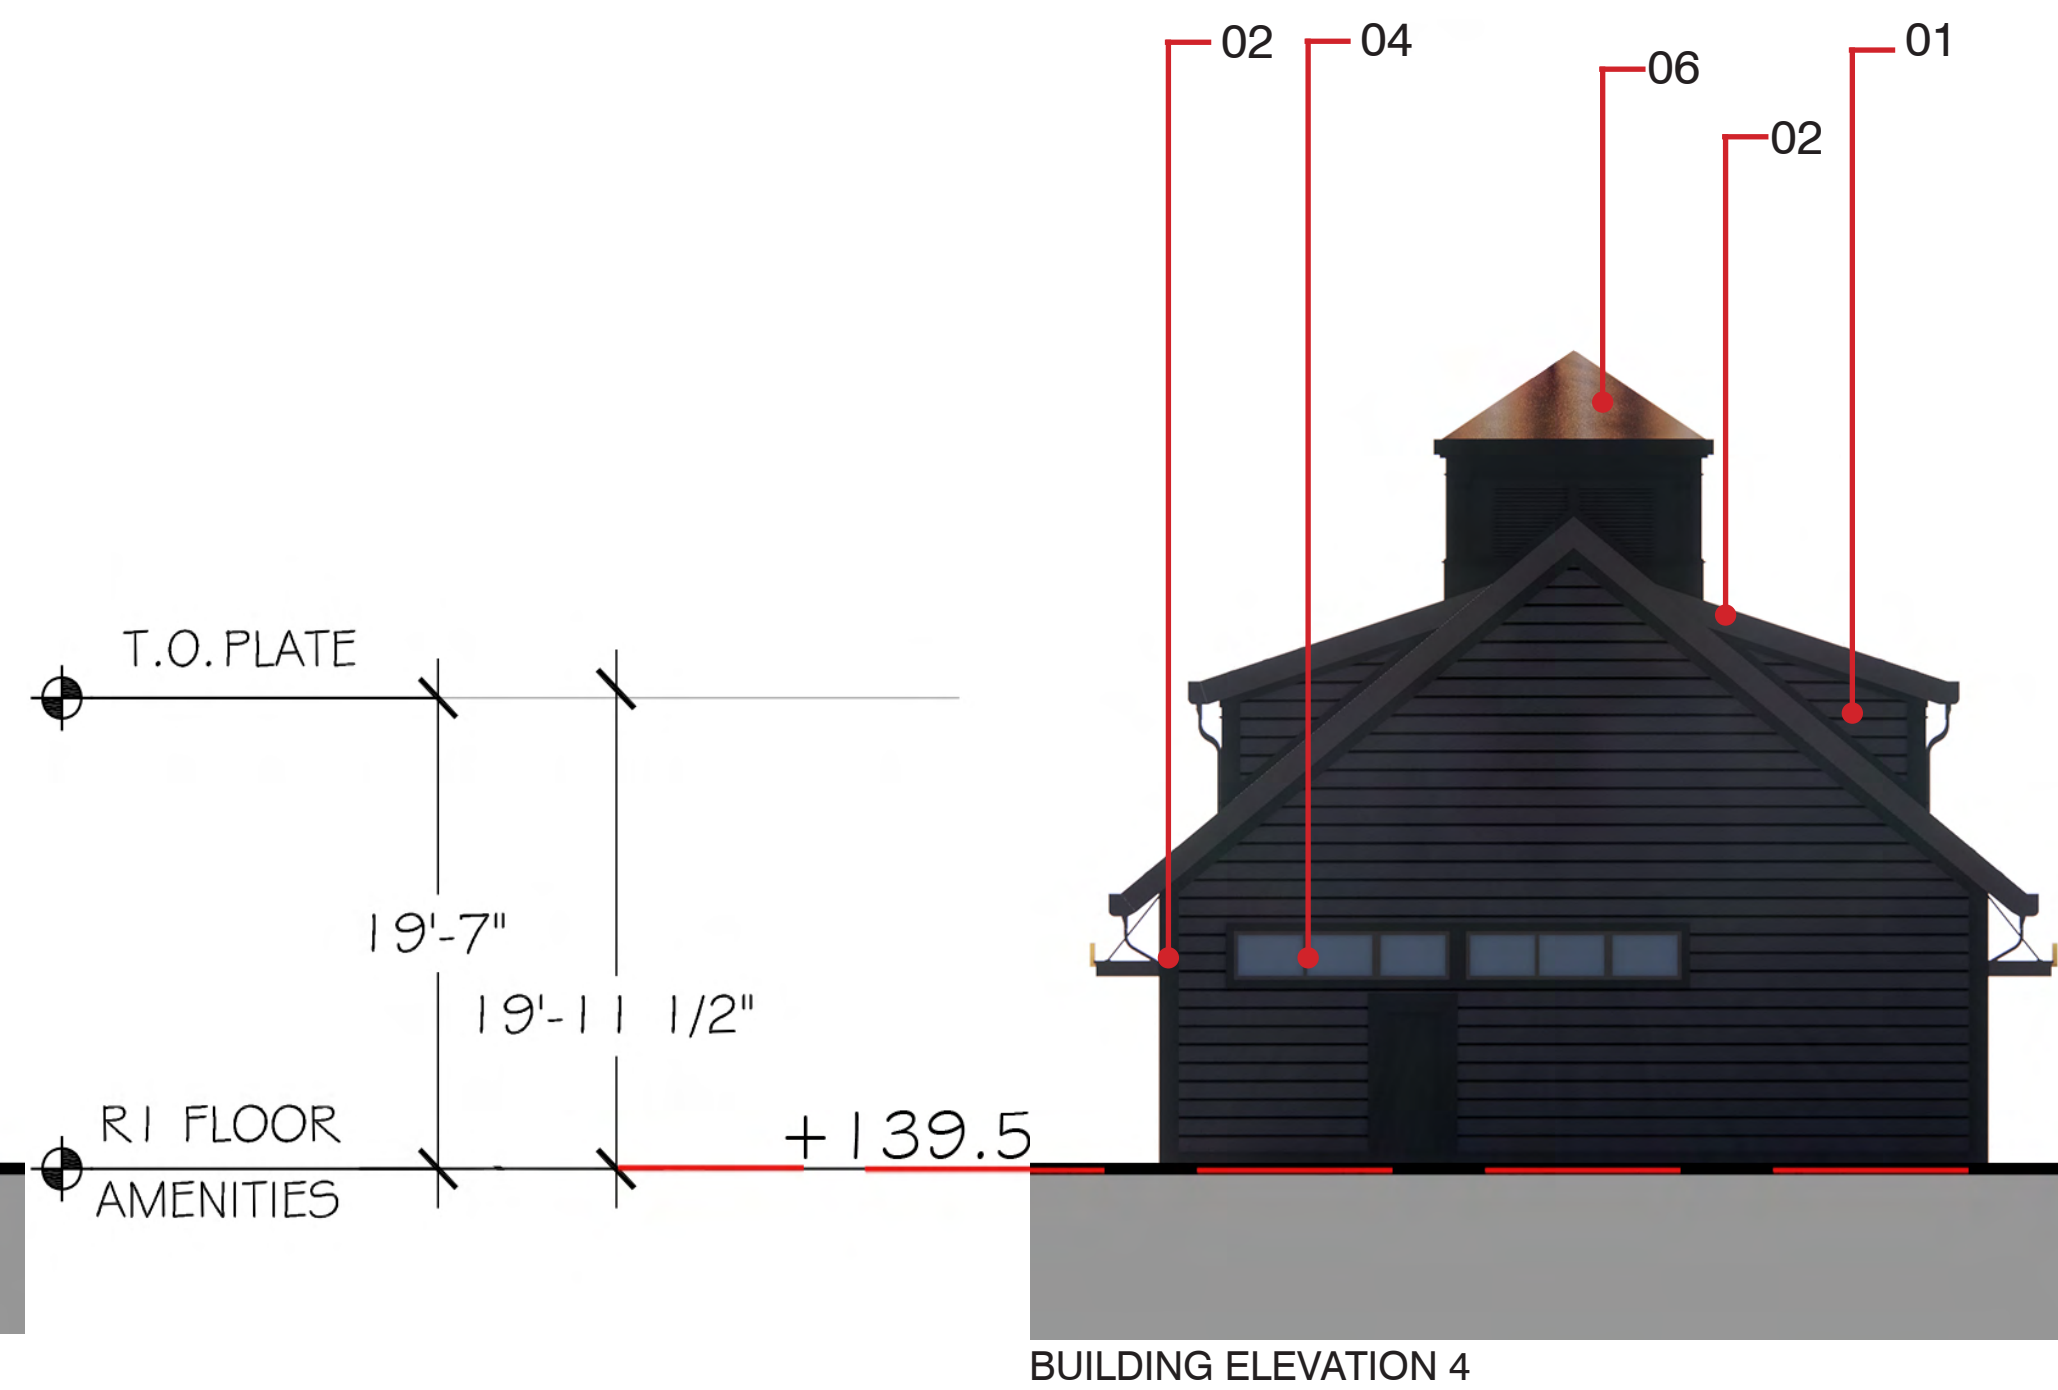 02
04
06
01
02
T.O. PLATE
19'-7"
19'-11 1/2"
R1 FLOOR
+139.5
AMENITIES
BUILDING ELEVATION 4